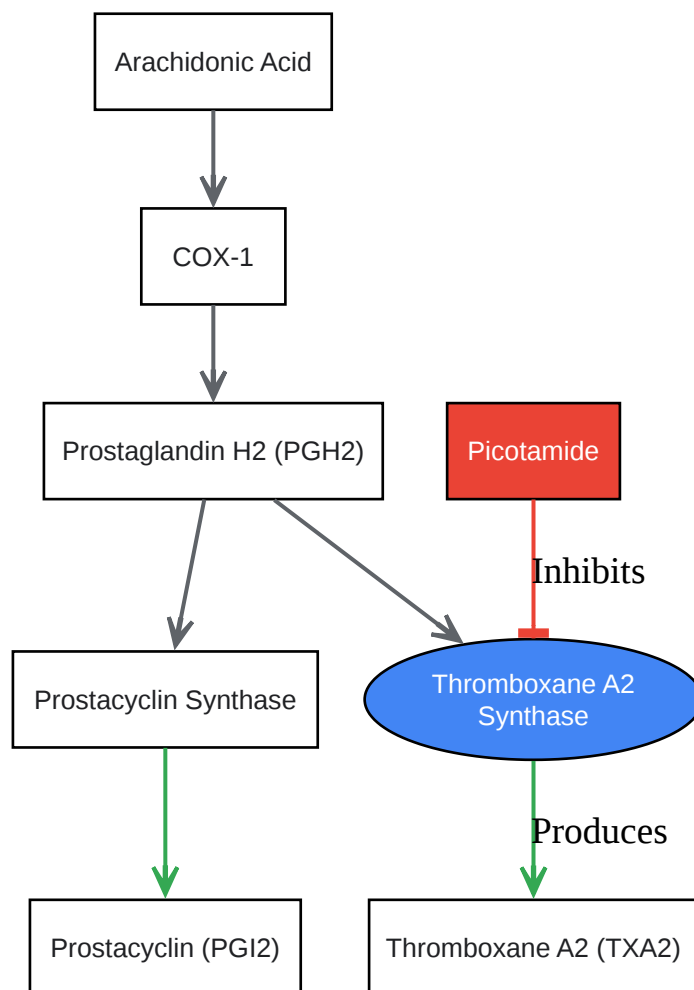 Arachidonic Acid
COX-1
Prostaglandin H2 (PGH2)
Picotamide
Inhibits
Prostacyclin Synthase
Thromboxane A2
Synthase
Produces
Prostacyclin (PGI2)
Thromboxane A2 (TXA2)